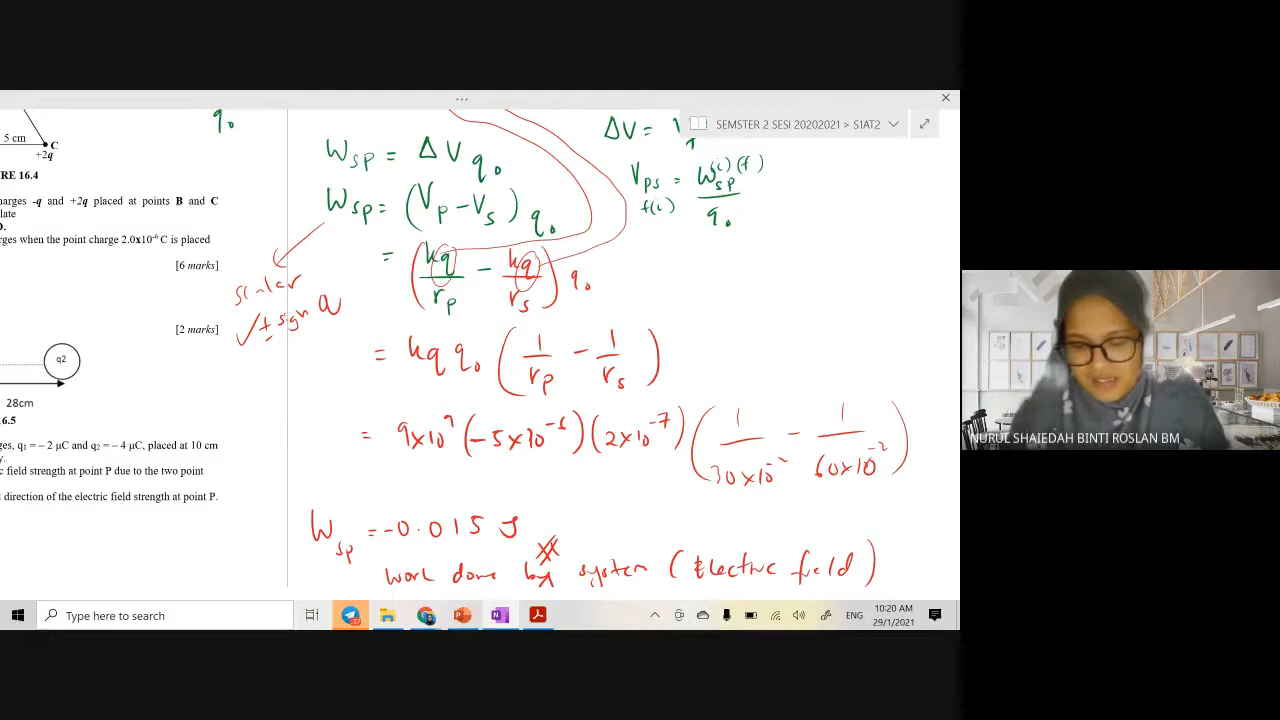 SEMSTER 2 SESI 20202021 > S1AT2
5 cm
C
+2q
q₀
RE 16.4
harges -q and +2q placed at points B and C
late
D.
rges when the point charge 2.0x10⁻⁶ C is placed
[6 marks]
[2 marks]
q2
28cm
6.5
ges, q₁ = – 2 µC and q₂ = – 4 µC, placed at 10 cm
y.
c field strength at point P due to the two point
d direction of the electric field strength at point P.
ΔV =
W_sp = ΔV q₀
W_sp = (V_p – V_s) q₀
V_ps = W_sp^(i)(f) / q₀
f(i)
= (kq/r_p – kq/r_s) q₀
scalar
✓ ± sign Q
= kq q₀ (1/r_p – 1/r_s)
= 9x10⁹ (–5x10⁻⁶)(2x10⁻⁷)(1/30x10⁻² – 1/60x10⁻²)
W_sp = -0.015 J
work done by system (Electric field)
NURUL SHAIEDAH BINTI ROSLAN BM
Type here to search
ENG
10:20 AM
29/1/2021